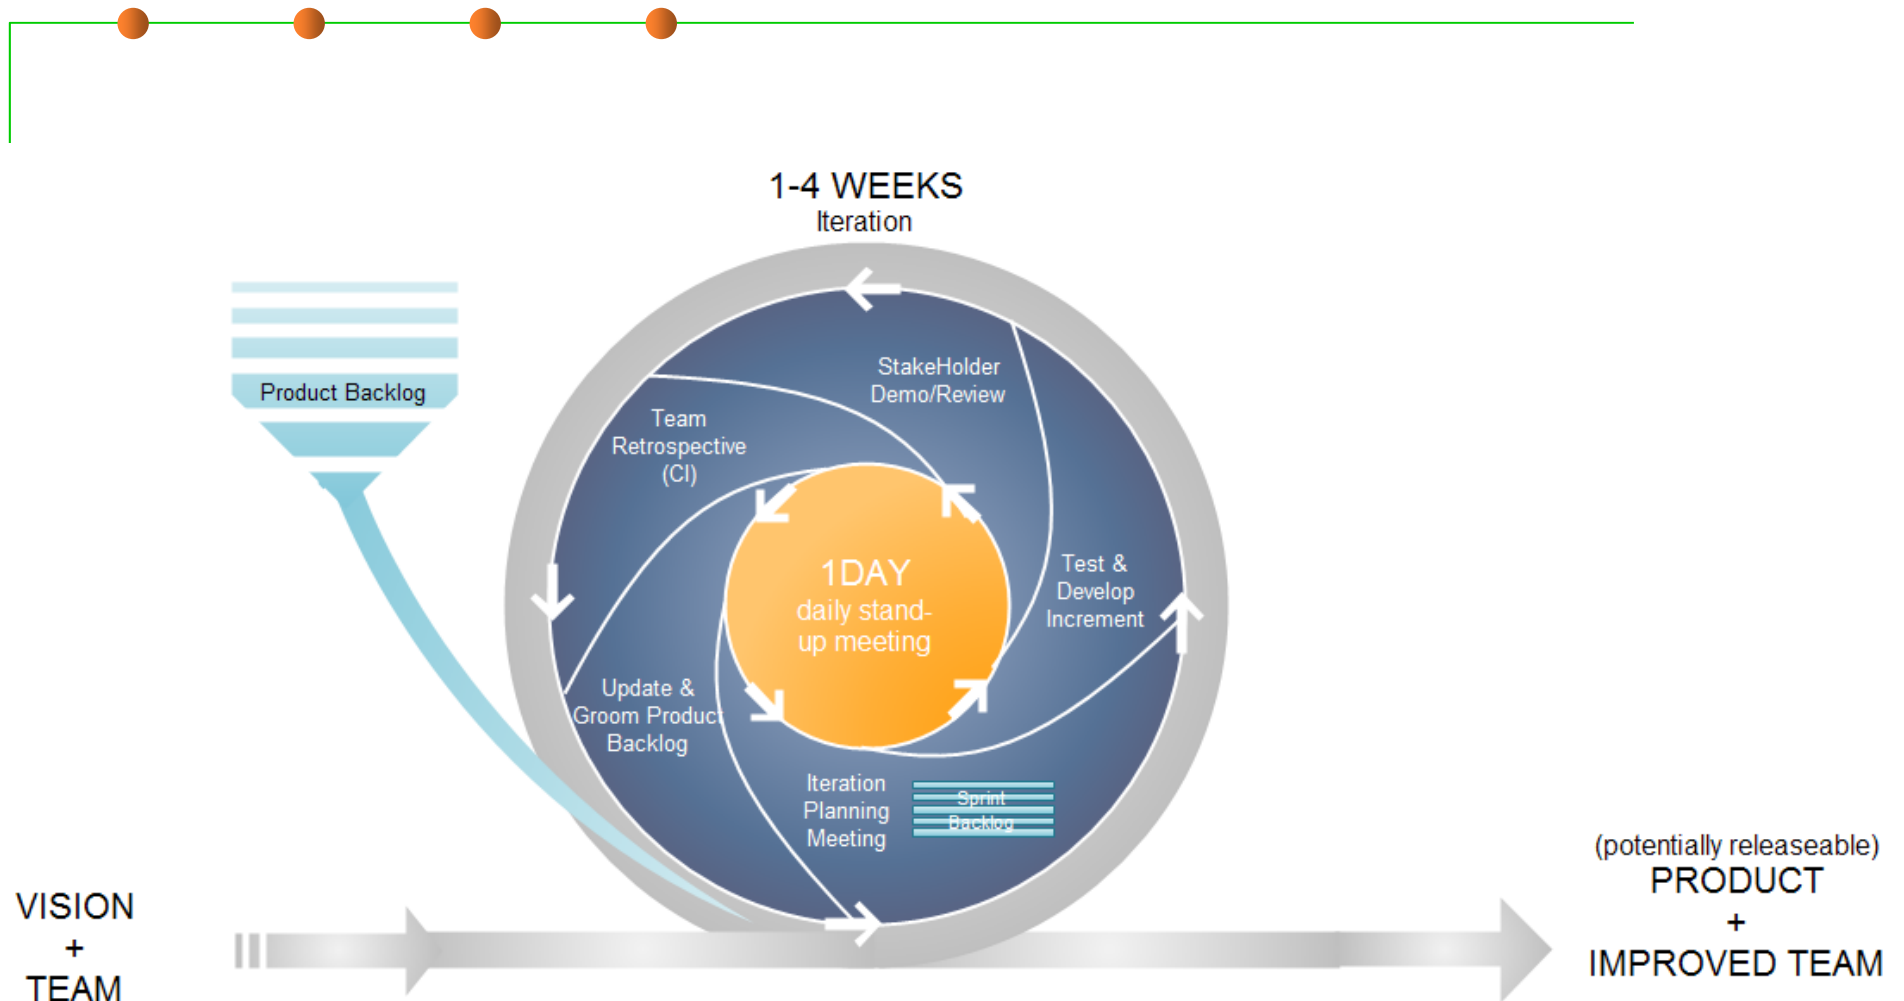 1-4 WEEKS
Iteration
Product Backlog
StakeHolder
Demo/Review
Team
Retrospective
(CI)
1DAY
daily stand-
up meeting
Test &
Develop
Increment
Update &
Groom Product
Backlog
Iteration
Planning
Meeting
Sprint
Backlog
VISION
+
TEAM
(potentially releaseable)
PRODUCT
+
IMPROVED TEAM